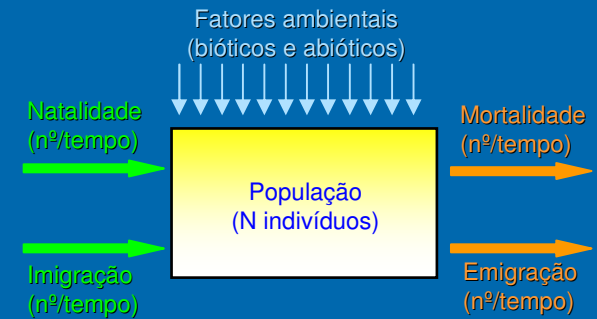 Fatores ambientais
(bióticos e abióticos)
Natalidade
(nº/tempo)
Mortalidade
(nº/tempo)
População
(N indivíduos)
Imigração
(nº/tempo)
Emigração
(nº/tempo)